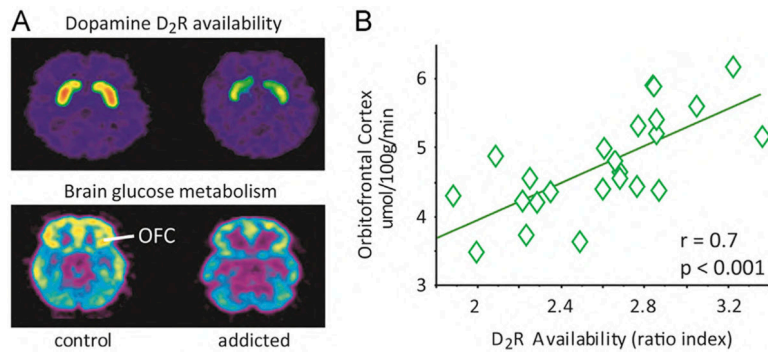 A
Dopamine D₂R availability
Brain glucose metabolism
OFC
control
addicted
B
Orbitofrontal Cortex
umol/100g/min
6
5
4
3
2
2.4
2.8
3.2
r = 0.7
p < 0.001
D₂R Availability (ratio index)